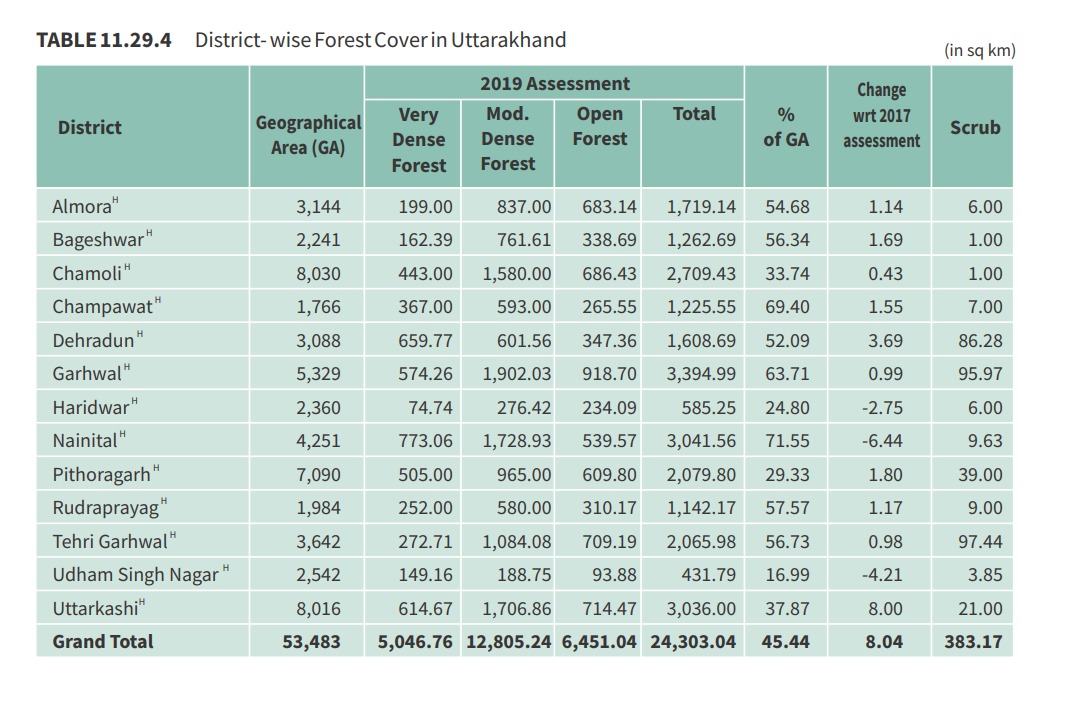 TABLE 11.29.4 District- wise Forest Cover in Uttarakhand
(in sq km)
District Geographical Area (GA) 2019 Assessment % of GA Change wrt 2017 assessment Scrub
Very Dense Forest Mod. Dense Forest Open Forest Total
Almora H 3,144 199.00 837.00 683.14 1,719.14 54.68 1.14 6.00
Bageshwar H 2,241 162.39 761.61 338.69 1,262.69 56.34 1.69 1.00
Chamoli H 8,030 443.00 1,580.00 686.43 2,709.43 33.74 0.43 1.00
Champawat H 1,766 367.00 593.00 265.55 1,225.55 69.40 1.55 7.00
Dehradun H 3,088 659.77 601.56 347.36 1,608.69 52.09 3.69 86.28
Garhwal H 5,329 574.26 1,902.03 918.70 3,394.99 63.71 0.99 95.97
Haridwar H 2,360 74.74 276.42 234.09 585.25 24.80 -2.75 6.00
Nainital H 4,251 773.06 1,728.93 539.57 3,041.56 71.55 -6.44 9.63
Pithoragarh H 7,090 505.00 965.00 609.80 2,079.80 29.33 1.80 39.00
Rudraprayag H 1,984 252.00 580.00 310.17 1,142.17 57.57 1.17 9.00
Tehri Garhwal H 3,642 272.71 1,084.08 709.19 2,065.98 56.73 0.98 97.44
Udham Singh Nagar H 2,542 149.16 188.75 93.88 431.79 16.99 -4.21 3.85
Uttarkashi H 8,016 614.67 1,706.86 714.47 3,036.00 37.87 8.00 21.00
Grand Total 53,483 5,046.76 12,805.24 6,451.04 24,303.04 45.44 8.04 383.17